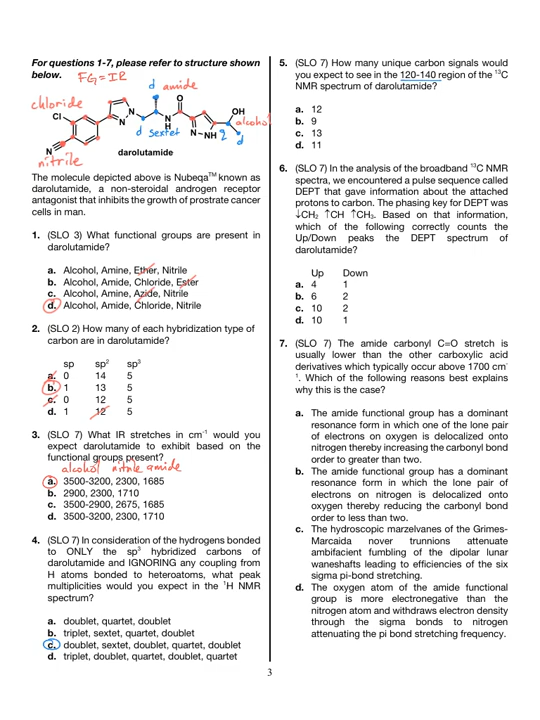 For questions 1-7, please refer to structure shown
below. FG = IR
d amide
chloride
O
OH
Cl
alcohol
N
N
N
H
N
NH
2
d
d sextet
N
nitrile
darolutamide
The molecule depicted above is Nubeqa™ known as
darolutamide, a non-steroidal androgen receptor
antagonist that inhibits the growth of prostrate cancer
cells in man.
1. (SLO 3) What functional groups are present in
darolutamide?
a. Alcohol, Amine, Ether, Nitrile
b. Alcohol, Amide, Chloride, Ester
c. Alcohol, Amine, Azide, Nitrile
d. Alcohol, Amide, Chloride, Nitrile
2. (SLO 2) How many of each hybridization type of
carbon are in darolutamide?
sp sp² sp³
a. 0 14 5
b. 1 13 5
c. 0 12 5
d. 1 12 5
3. (SLO 7) What IR stretches in cm⁻¹ would you
expect darolutamide to exhibit based on the
functional groups present?
alcohol nitrile amide
a. 3500-3200, 2300, 1685
b. 2900, 2300, 1710
c. 3500-2900, 2675, 1685
d. 3500-3200, 2300, 1710
4. (SLO 7) In consideration of the hydrogens bonded
to ONLY the sp³ hybridized carbons of
darolutamide and IGNORING any coupling from
H atoms bonded to heteroatoms, what peak
multiplicities would you expect in the ¹H NMR
spectrum?
a. doublet, quartet, doublet
b. triplet, sextet, quartet, doublet
c. doublet, sextet, doublet, quartet, doublet
d. triplet, doublet, quartet, doublet, quartet
5. (SLO 7) How many unique carbon signals would
you expect to see in the 120-140 region of the ¹³C
NMR spectrum of darolutamide?
a. 12
b. 9
c. 13
d. 11
6. (SLO 7) In the analysis of the broadband ¹³C NMR
spectra, we encountered a pulse sequence called
DEPT that gave information about the attached
protons to carbon. The phasing key for DEPT was
↓CH₂ ↑CH ↑CH₃. Based on that information,
which of the following correctly counts the
Up/Down peaks the DEPT spectrum of
darolutamide?
Up Down
a. 4 1
b. 6 2
c. 10 2
d. 10 1
7. (SLO 7) The amide carbonyl C=O stretch is
usually lower than the other carboxylic acid
derivatives which typically occur above 1700 cm⁻
¹. Which of the following reasons best explains
why this is the case?
a. The amide functional group has a dominant
resonance form in which one of the lone pair
of electrons on oxygen is delocalized onto
nitrogen thereby increasing the carbonyl bond
order to greater than two.
b. The amide functional group has a dominant
resonance form in which the lone pair of
electrons on nitrogen is delocalized onto
oxygen thereby reducing the carbonyl bond
order to less than two.
c. The hydroscopic marzelvanes of the Grimes-
Marcaida nover trunnions attenuate
ambifacient fumbling of the dipolar lunar
waneshafts leading to efficiencies of the six
sigma pi-bond stretching.
d. The oxygen atom of the amide functional
group is more electronegative than the
nitrogen atom and withdraws electron density
through the sigma bonds to nitrogen
attenuating the pi bond stretching frequency.
3